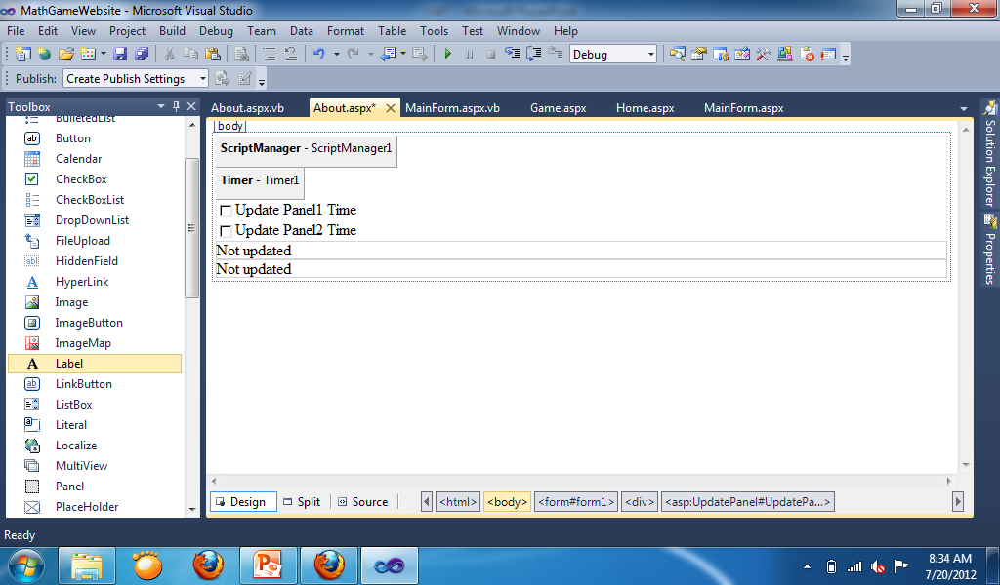 MathGameWebsite - Microsoft Visual Studio
File Edit View Project Build Debug Team Data Format Table Tools Test Window Help
Debug
Publish: Create Publish Settings
Toolbox
About.aspx.vb About.aspx* MainForm.aspx.vb Game.aspx Home.aspx MainForm.aspx
BulletedList
Button
Calendar
CheckBox
CheckBoxList
DropDownList
FileUpload
HiddenField
HyperLink
Image
ImageButton
ImageMap
Label
LinkButton
ListBox
Literal
Localize
MultiView
Panel
PlaceHolder
body
ScriptManager - ScriptManager1
Timer - Timer1
Update Panel1 Time
Update Panel2 Time
Not updated
Not updated
Solution Explorer
Properties
Design Split Source <html> <body> <form#form1> <div> <asp:UpdatePanel#UpdatePa...>
Ready
8:34 AM
7/20/2012